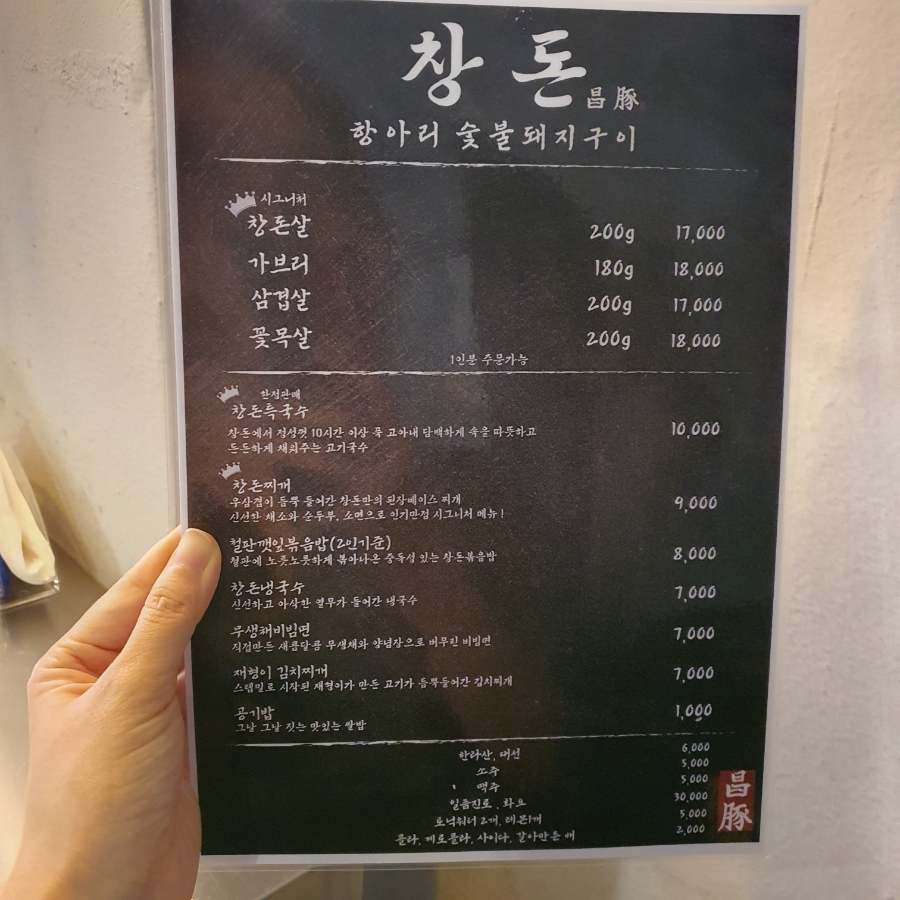 창돈 昌豚
항아리 숯불돼지구이
시그니처
창돈살 200g 17,000
가브리 180g 18,000
삼겹살 200g 17,000
꽃목살 200g 18,000
1인분 주문가능
한정판매
창돈특국수
창돈에서 정성껏 10시간 이상 푹 고아내 담백하게 속을 따뜻하고 10,000
든든하게 채워주는 고기국수
창돈찌개
우삼겹이 듬뿍 들어간 창돈만의 된장베이스 찌개 9,000
신선한 채소와 순두부, 소면으로 인기만점 시그니처 메뉴!
철판깻잎볶음밥(2인기준)
철판에 노릇노릇하게 볶아나온 중독성 있는 창돈볶음밥 8,000
창돈냉국수 7,000
신선하고 아삭한 열무가 들어간 냉국수
무생채비빔면 7,000
직접만든 새콤달콤 무생채와 양념장으로 버무린 비빔면
재형이 김치찌개 7,000
스텝밀로 시작된 재형이가 만든 고기가 듬뿍들어간 김치찌개
공기밥 1,000
그날 그날 짓는 맛있는 쌀밥
한라산, 대선 6,000
소주 5,000
맥주 5,000
일품진로, 화요 30,000
토닉워터 2개, 레몬1개 5,000
콜라, 제로콜라, 사이다, 갈아만든 배 2,000
昌豚